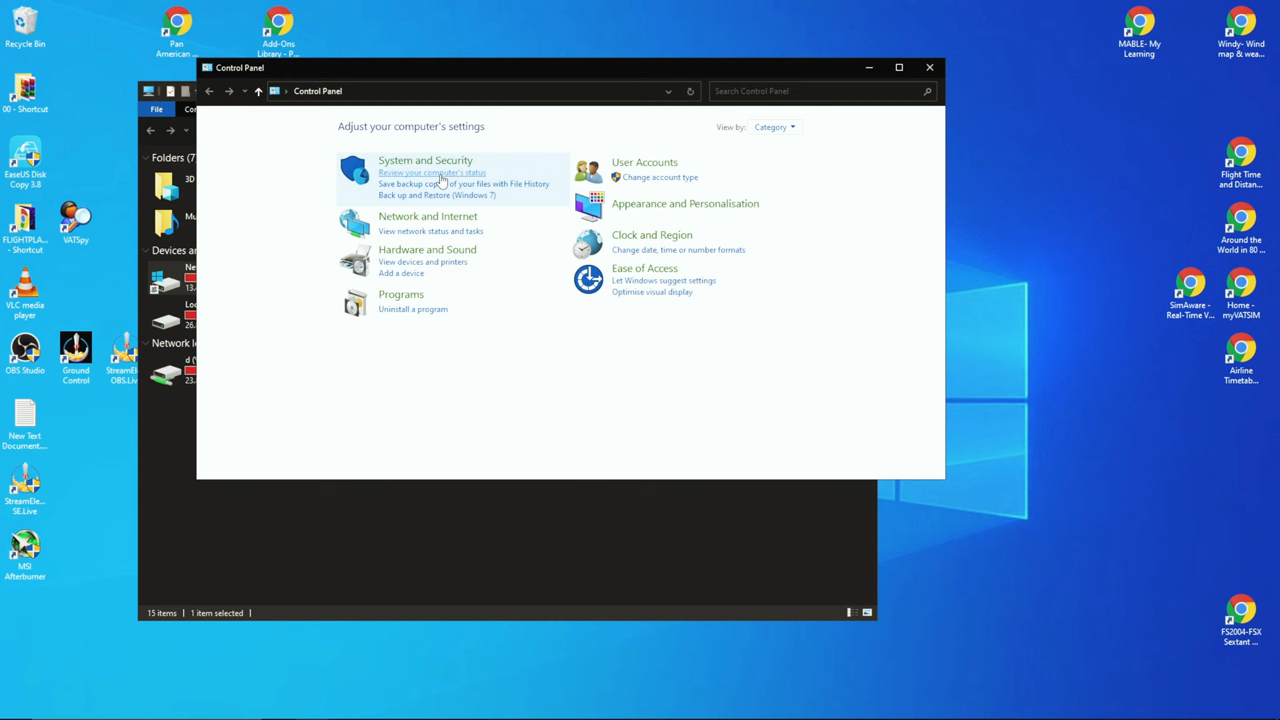 Recycle Bin
Pan
American ...
Add-Ons
Library - P...
MABLE- My
Learning
Windy- Wind
map & wea...
00 - Shortcut
EaseUS Disk
Copy 3.8
FLIGHTPLA...
- Shortcut
VATSpy
VLC media
player
OBS Studio
Ground
Control
StreamEle...
OBS.Live
New Text
Document....
StreamEle...
SE.Live
MSI
Afterburner
Flight Time
and Distan...
Around the
World in 80 ...
SimAware -
Real-Time V...
Home -
myVATSIM
Airline
Timetab...
FS2004-FSX
Sextant ...
File
Folders (7)
3D
Devices an
Network l
15 items
1 item selected
Control Panel
Control Panel
Search Control Panel
Adjust your computer's settings
View by:
Category
System and Security
Review your computer's status
Save backup copies of your files with File History
Back up and Restore (Windows 7)
Network and Internet
View network status and tasks
Hardware and Sound
View devices and printers
Add a device
Programs
Uninstall a program
User Accounts
Change account type
Appearance and Personalisation
Clock and Region
Change date, time or number formats
Ease of Access
Let Windows suggest settings
Optimise visual display